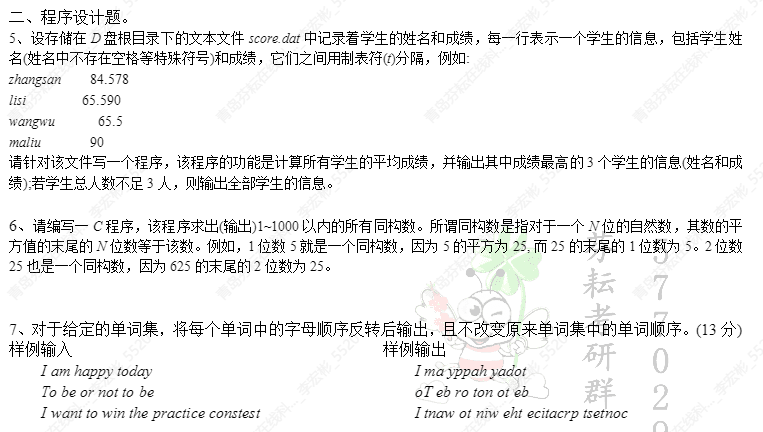 二、程序设计题。
5、设存储在 D 盘根目录下的文本文件 score.dat 中记录着学生的姓名和成绩，每一行表示一个学生的信息，包括学生姓
名(姓名中不存在空格等特殊符号)和成绩，它们之间用制表符(t)分隔，例如:
zhangsan 84.578
lisi 65.590
wangwu 65.5
maliu 90
请针对该文件写一个程序，该程序的功能是计算所有学生的平均成绩，并输出其中成绩最高的 3 个学生的信息(姓名和成
绩);若学生总人数不足 3 人，则输出全部学生的信息。
6、请编写一 C 程序，该程序求出(输出)1~1000 以内的所有同构数。所谓同构数是指对于一个 N 位的自然数，其数的平
方值的末尾的 N 位数等于该数。例如，1 位数 5 就是一个同构数，因为 5 的平方为 25, 而 25 的末尾的 1 位数为 5。2 位数
25 也是一个同构数，因为 625 的末尾的 2 位数为 25。
7、对于给定的单词集，将每个单词中的字母顺序反转后输出，且不改变原来单词集中的单词顺序。(13 分)
样例输入 样例输出
I am happy today I ma yppah yadot
To be or not to be oT eb ro ton ot eb
I want to win the practice constest I tnaw ot niw eht ecitacrp tsetnoc